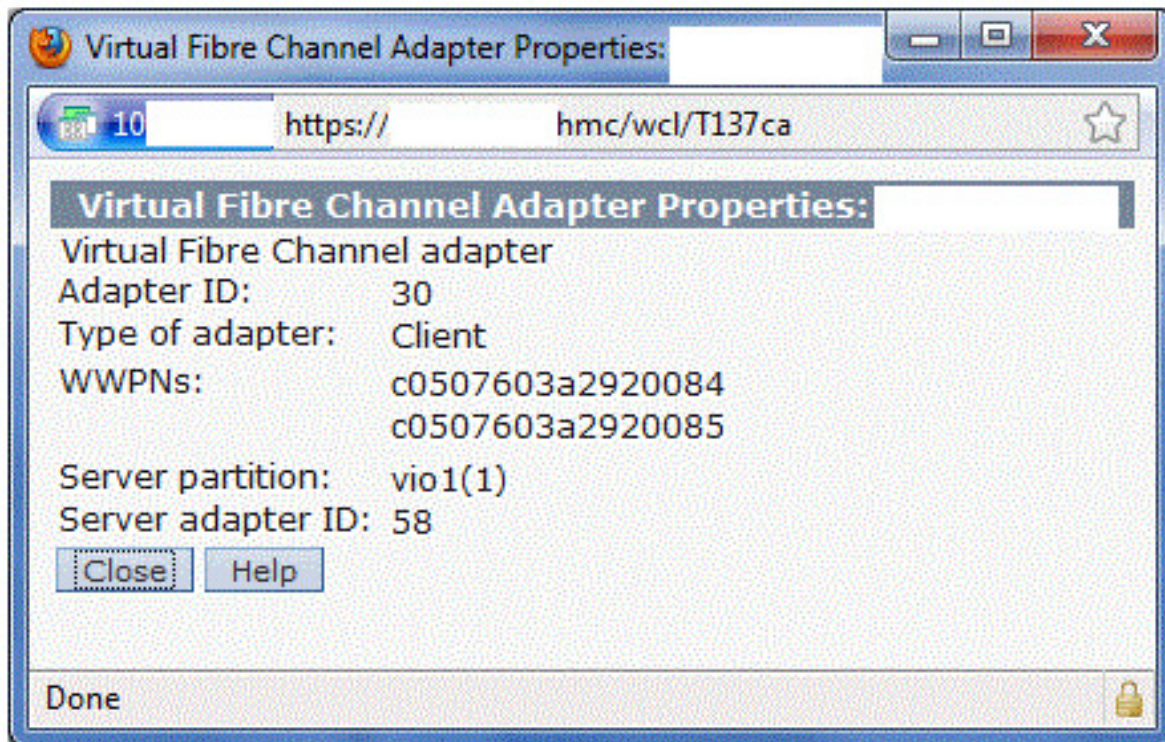 Virtual Fibre Channel Adapter Properties:
10 https:// hmc/wcl/T137ca
Virtual Fibre Channel Adapter Properties:
Virtual Fibre Channel adapter
Adapter ID: 30
Type of adapter: Client
WWPNs: c0507603a2920084
c0507603a2920085
Server partition: vio1(1)
Server adapter ID: 58
Close Help
Done